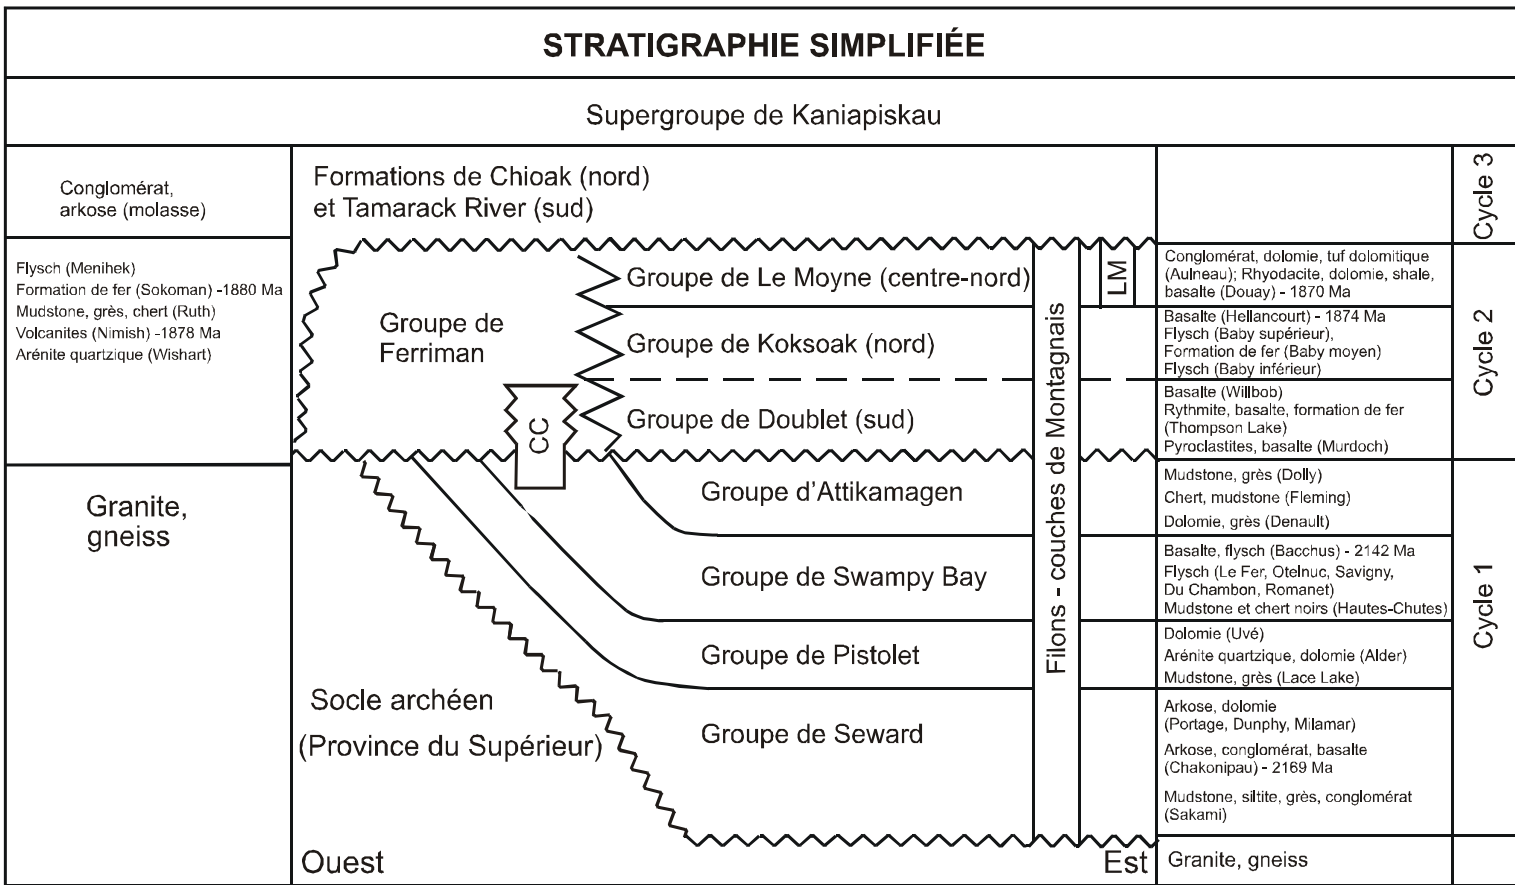 STRATIGRAPHIE SIMPLIFIÉE
Supergroupe de Kaniapiskau
Conglomérat,
arkose (molasse)
Formations de Chioak (nord)
et Tamarack River (sud)
Cycle 3
Flysch (Menihek)
Formation de fer (Sokoman) -1880 Ma
Mudstone, grès, chert (Ruth)
Volcanites (Nimish) -1878 Ma
Arénite quartzique (Wishart)
Groupe de
Ferriman
CC
Groupe de Le Moyne (centre-nord)
Groupe de Koksoak (nord)
Groupe de Doublet (sud)
LM
Conglomérat, dolomie, tuf dolomitique
(Aulneau); Rhyodacite, dolomie, shale,
basalte (Douay) - 1870 Ma
Basalte (Hellancourt) - 1874 Ma
Flysch (Baby supérieur),
Formation de fer (Baby moyen)
Flysch (Baby inférieur)
Basalte (Willbob)
Rythmite, basalte, formation de fer
(Thompson Lake)
Pyroclastites, basalte (Murdoch)
Cycle 2
Granite,
gneiss
Socle archéen
(Province du Supérieur)
Groupe d'Attikamagen
Groupe de Swampy Bay
Groupe de Pistolet
Groupe de Seward
Filons - couches de Montagnais
Mudstone, grès (Dolly)
Chert, mudstone (Fleming)
Dolomie, grès (Denault)
Basalte, flysch (Bacchus) - 2142 Ma
Flysch (Le Fer, Otelnuc, Savigny,
Du Chambon, Romanet)
Mudstone et chert noirs (Hautes-Chutes)
Dolomie (Uvé)
Arénite quartzique, dolomie (Alder)
Mudstone, grès (Lace Lake)
Arkose, dolomie
(Portage, Dunphy, Milamar)
Arkose, conglomérat, basalte
(Chakonipau) - 2169 Ma
Mudstone, siltite, grès, conglomérat
(Sakami)
Cycle 1
Ouest
Est
Granite, gneiss